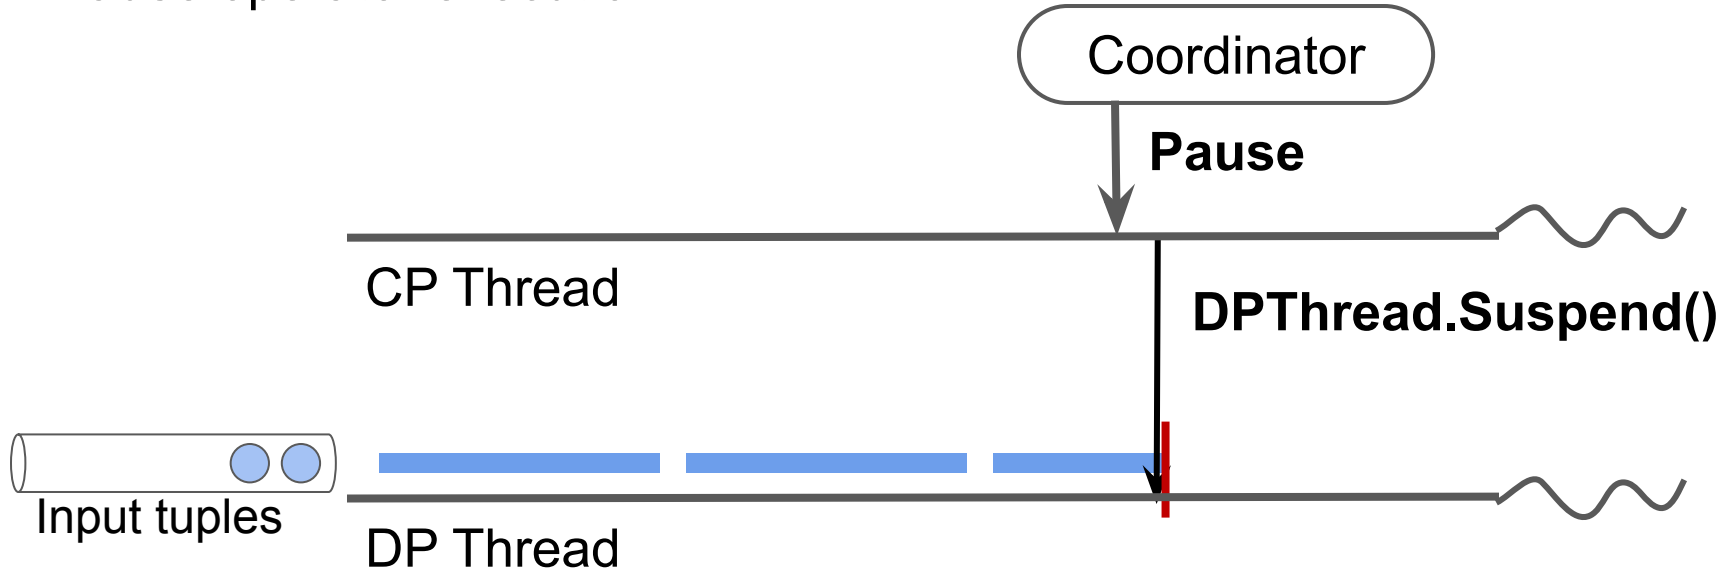 Coordinator
Pause
CP Thread
DPThread.Suspend()
Input tuples
DP Thread